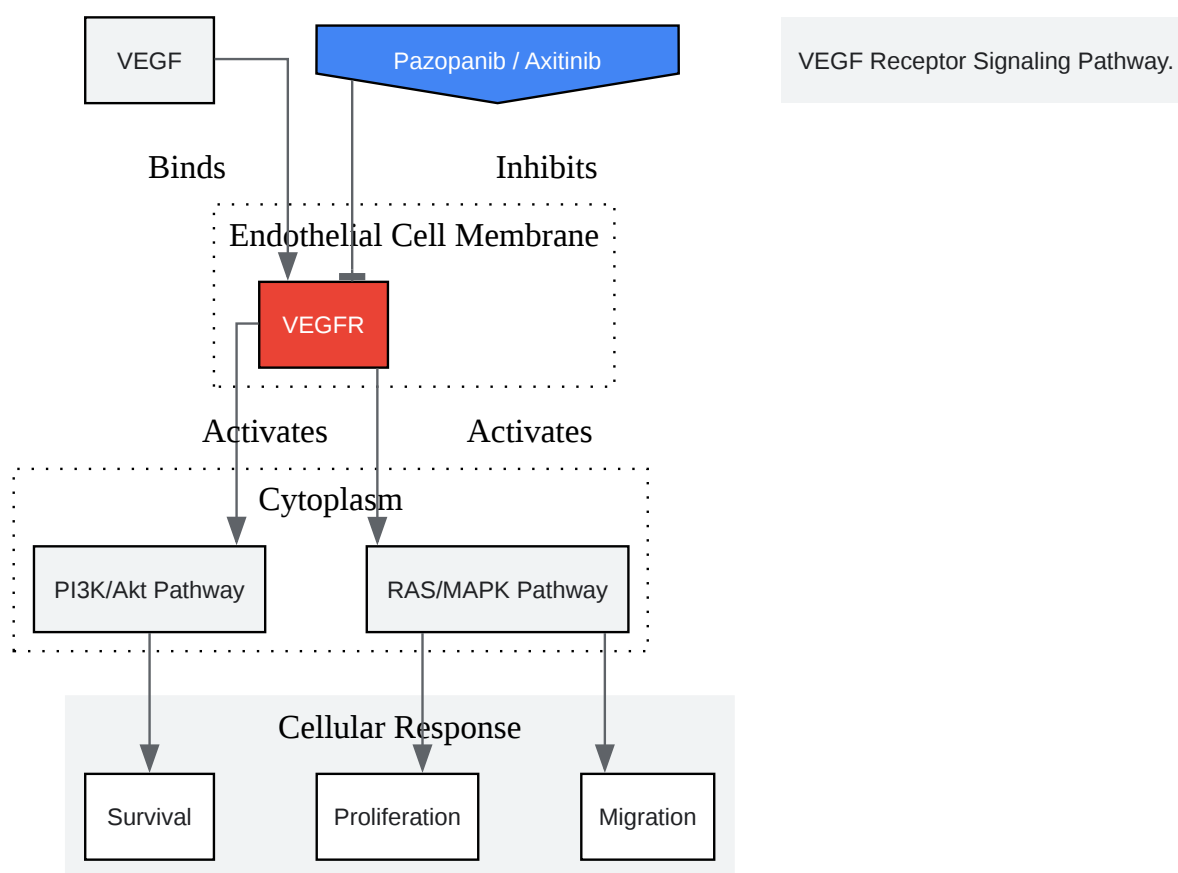 VEGF
Pazopanib / Axitinib
VEGF Receptor Signaling Pathway.
Binds
Inhibits
Endothelial Cell Membrane
VEGFR
Activates
Activates
Cytoplasm
PI3K/Akt Pathway
RAS/MAPK Pathway
Cellular Response
Survival
Proliferation
Migration